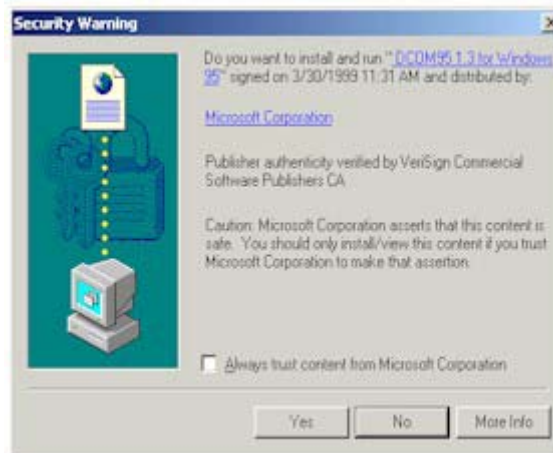 Security Warning
Do you want to install and run "DCOM95 1.3 for Windows
95" signed on 3/30/1999 11:31 AM and distributed by:
Microsoft Corporation
Publisher authenticity verified by VeriSign Commercial
Software Publishers CA
Caution: Microsoft Corporation asserts that this content is
safe. You should only install/view this content if you trust
Microsoft Corporation to make that assertion.
Always trust content from Microsoft Corporation
Yes
No
More Info